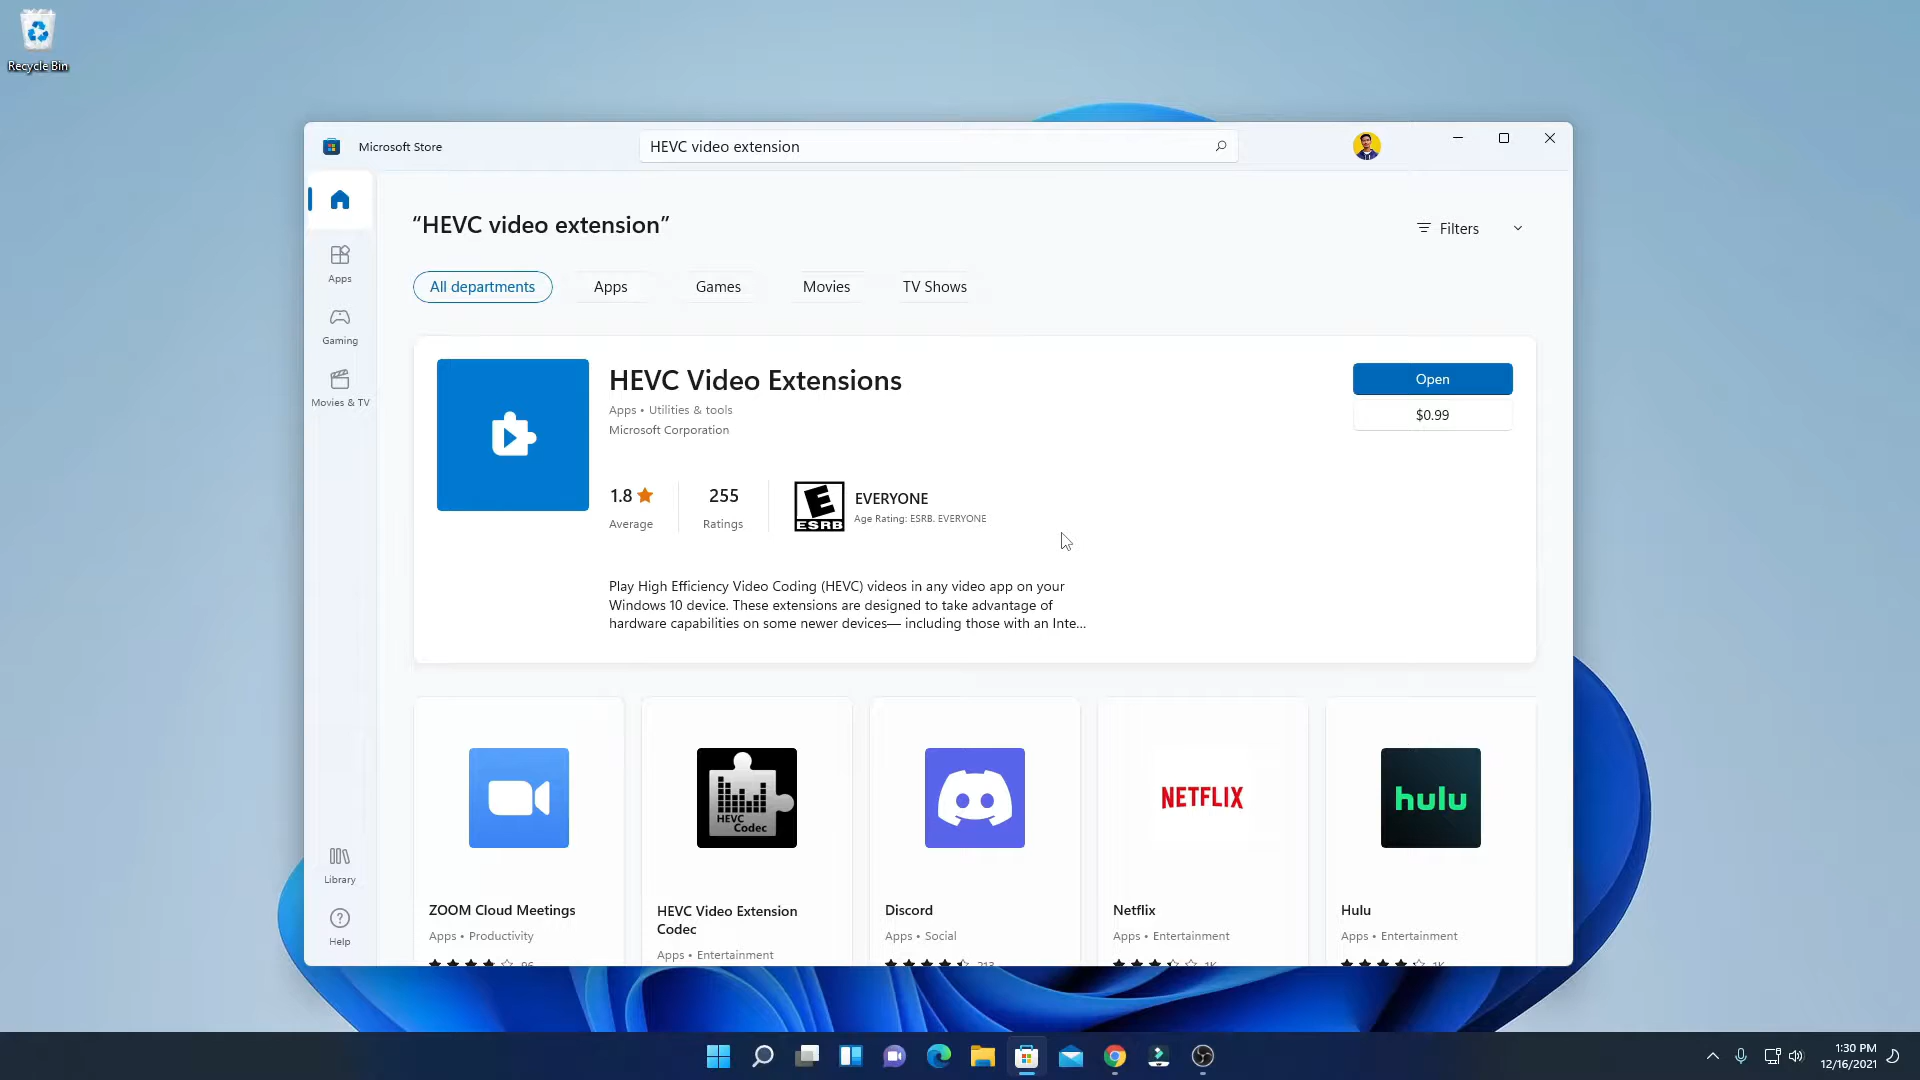 Recycle Bin
Microsoft Store
HEVC video extension
“HEVC video extension”
Filters
All departments
Apps
Games
Movies
TV Shows
Apps
Gaming
Movies & TV
Library
Help
HEVC Video Extensions
Apps • Utilities & tools
Microsoft Corporation
Open
$0.99
1.8
Average
255
Ratings
E
ESRB
EVERYONE
Age Rating: ESRB. EVERYONE
Play High Efficiency Video Coding (HEVC) videos in any video app on your
Windows 10 device. These extensions are designed to take advantage of
hardware capabilities on some newer devices— including those with an Inte...
HEVC
Codec
NETFLIX
hulu
ZOOM Cloud Meetings
Apps • Productivity
HEVC Video Extension
Codec
Apps • Entertainment
Discord
Apps • Social
Netflix
Apps • Entertainment
Hulu
Apps • Entertainment
1:30 PM
12/16/2021